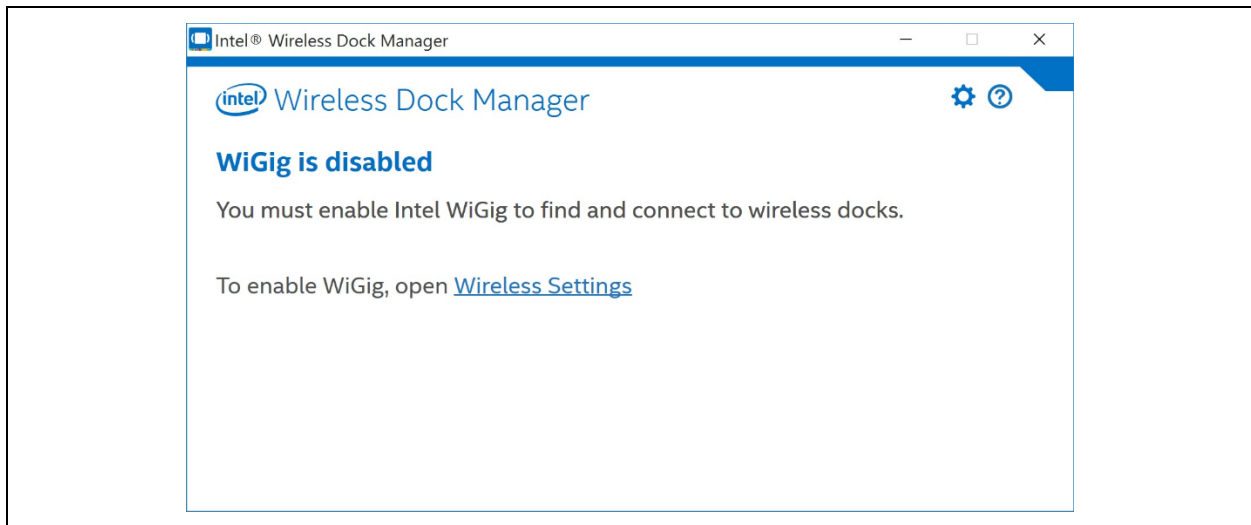 Intel® Wireless Dock Manager
intel Wireless Dock Manager
WiGig is disabled
You must enable Intel WiGig to find and connect to wireless docks.
To enable WiGig, open Wireless Settings